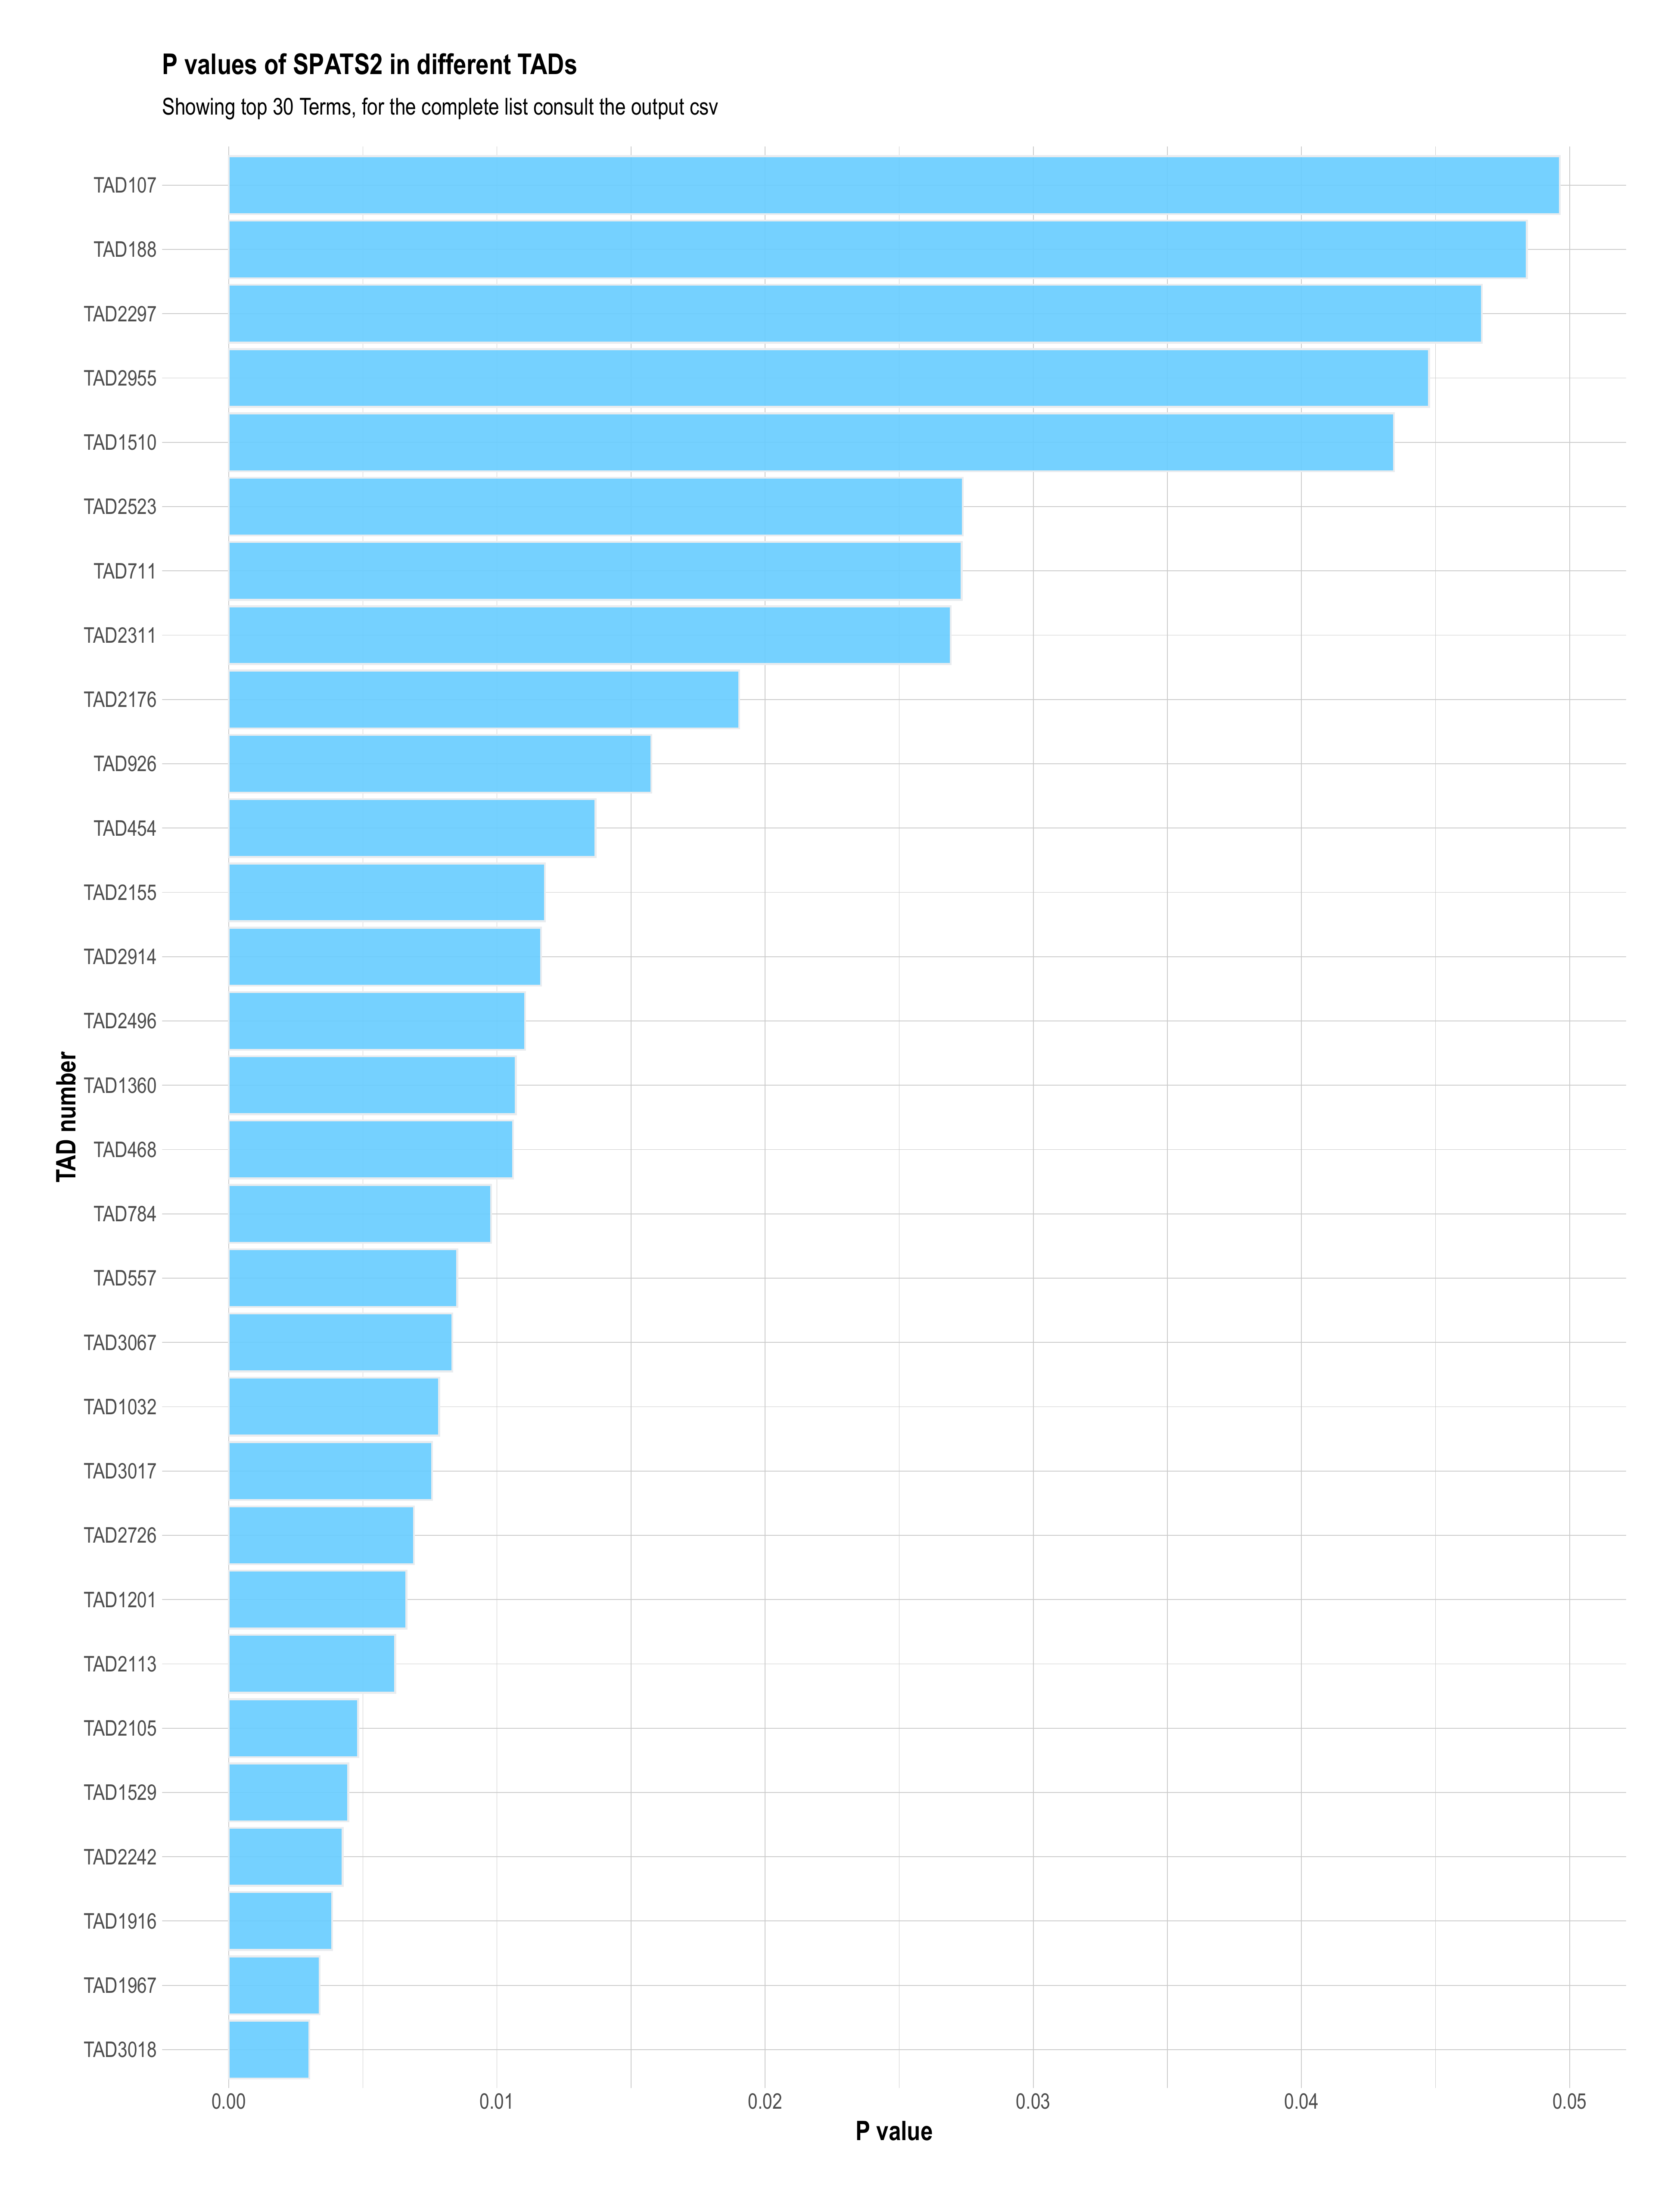 P values of SPATS2 in different TADs
Showing top 30 Terms, for the complete list consult the output csv
TAD107
TAD188
TAD2297
TAD2955
TAD1510
TAD2523
TAD711
TAD2311
TAD2176
TAD926
TAD454
TAD2155
TAD2914
TAD2496
TAD1360
TAD468
TAD784
TAD557
TAD3067
TAD1032
TAD3017
TAD2726
TAD1201
TAD2113
TAD2105
TAD1529
TAD2242
TAD1916
TAD1967
TAD3018
TAD number
0.00 0.01 0.02 0.03 0.04 0.05
P value